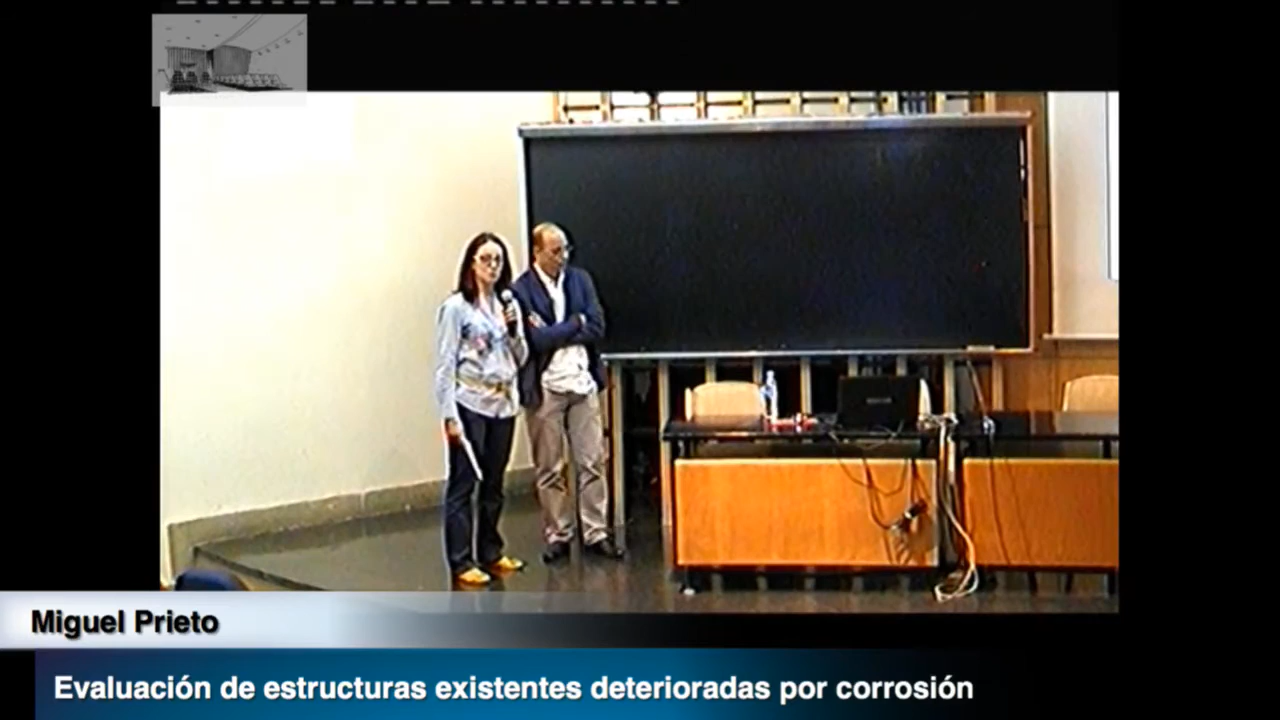 Miguel Prieto
Evaluación de estructuras existentes deterioradas por corrosión